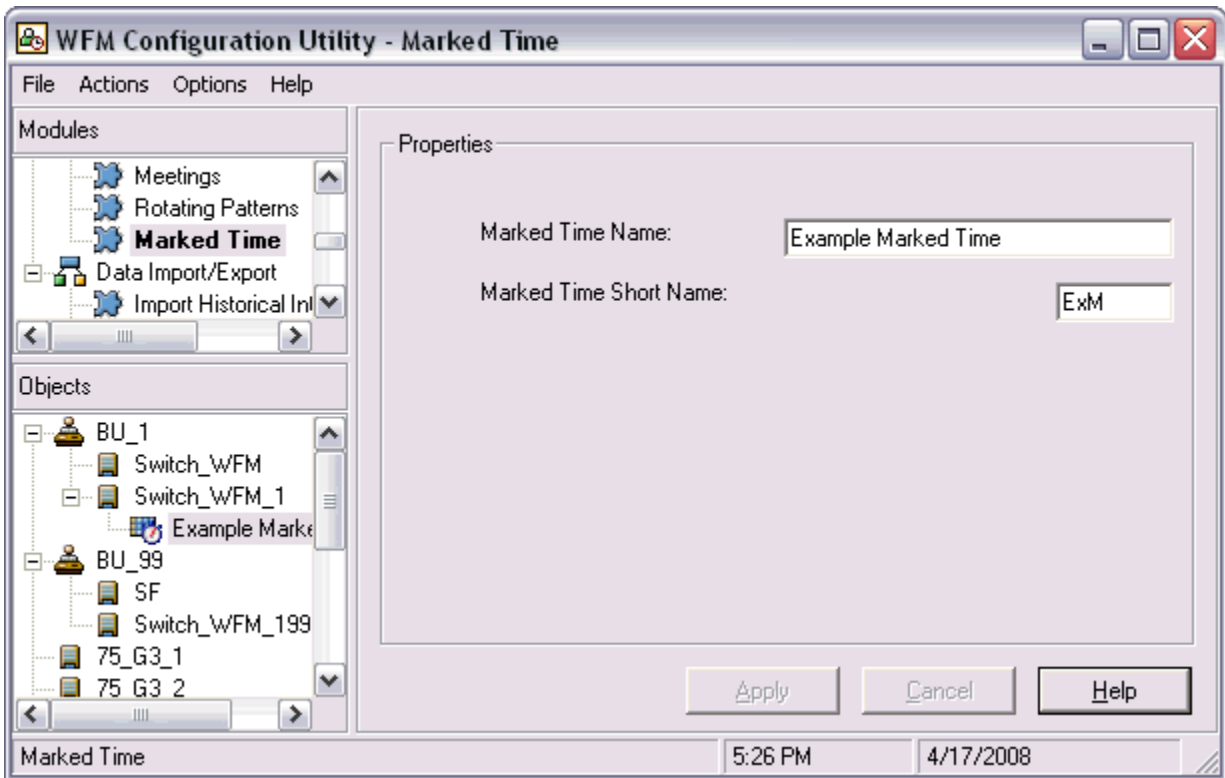 WFM Configuration Utility - Marked Time
File Actions Options Help
Modules
Meetings
Rotating Patterns
Marked Time
Data Import/Export
Import Historical
Objects
BU_1
Switch_WFM
Switch_WFM_1
Example
BU_99
SF
Switch_WFM_199
75_G3_1
75_G3_2
Properties
Marked Time Name: Example Marked Time
Marked Time Short Name: ExM
Apply Cancel Help
Marked Time 5:26 PM 4/17/2008